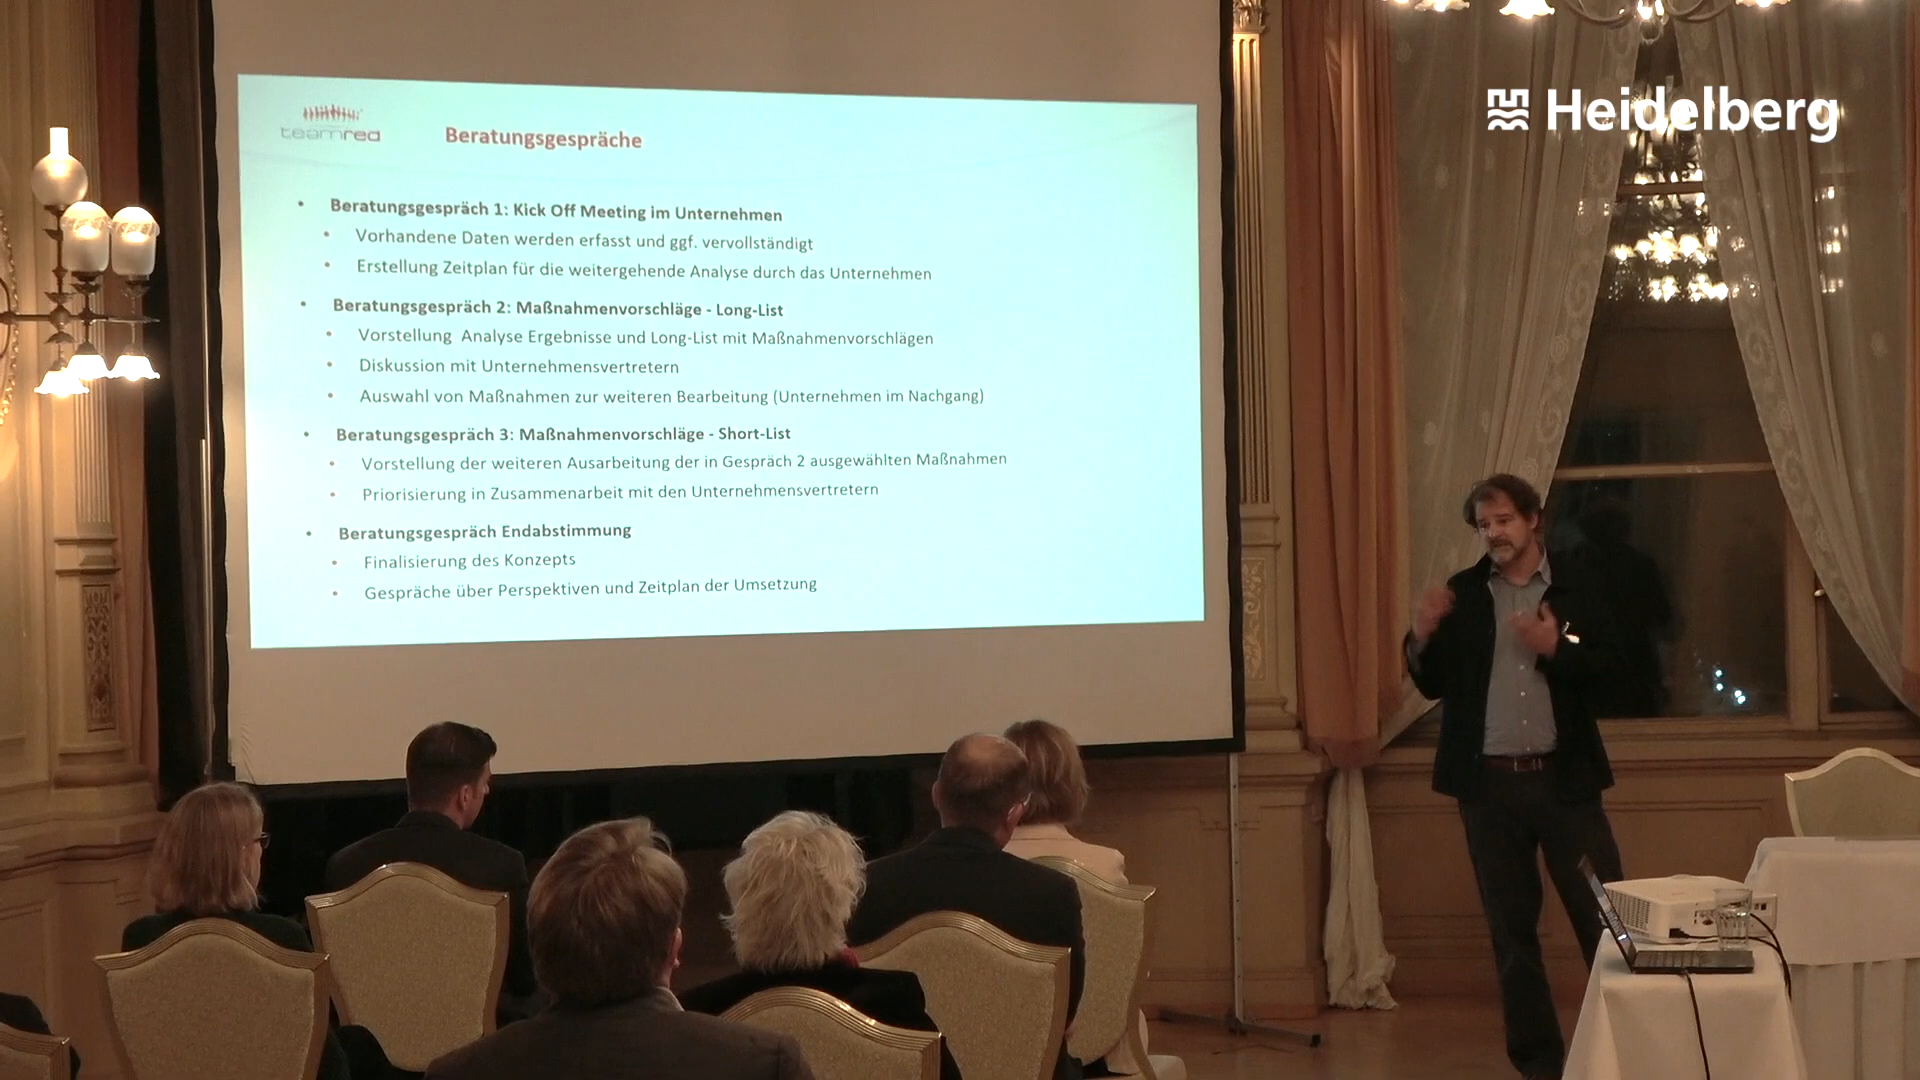 Heidelberg
teamred
Beratungsgespräche
• Beratungsgespräch 1: Kick Off Meeting im Unternehmen
• Vorhandene Daten werden erfasst und ggf. vervollständigt
• Erstellung Zeitplan für die weitergehende Analyse durch das Unternehmen
• Beratungsgespräch 2: Maßnahmenvorschläge - Long-List
• Vorstellung Analyse Ergebnisse und Long-List mit Maßnahmenvorschlägen
• Diskussion mit Unternehmensvertretern
• Auswahl von Maßnahmen zur weiteren Bearbeitung (Unternehmen im Nachgang)
• Beratungsgespräch 3: Maßnahmenvorschläge - Short-List
• Vorstellung der weiteren Ausarbeitung der in Gespräch 2 ausgewählten Maßnahmen
• Priorisierung in Zusammenarbeit mit den Unternehmensvertretern
• Beratungsgespräch Endabstimmung
• Finalisierung des Konzepts
• Gespräche über Perspektiven und Zeitplan der Umsetzung